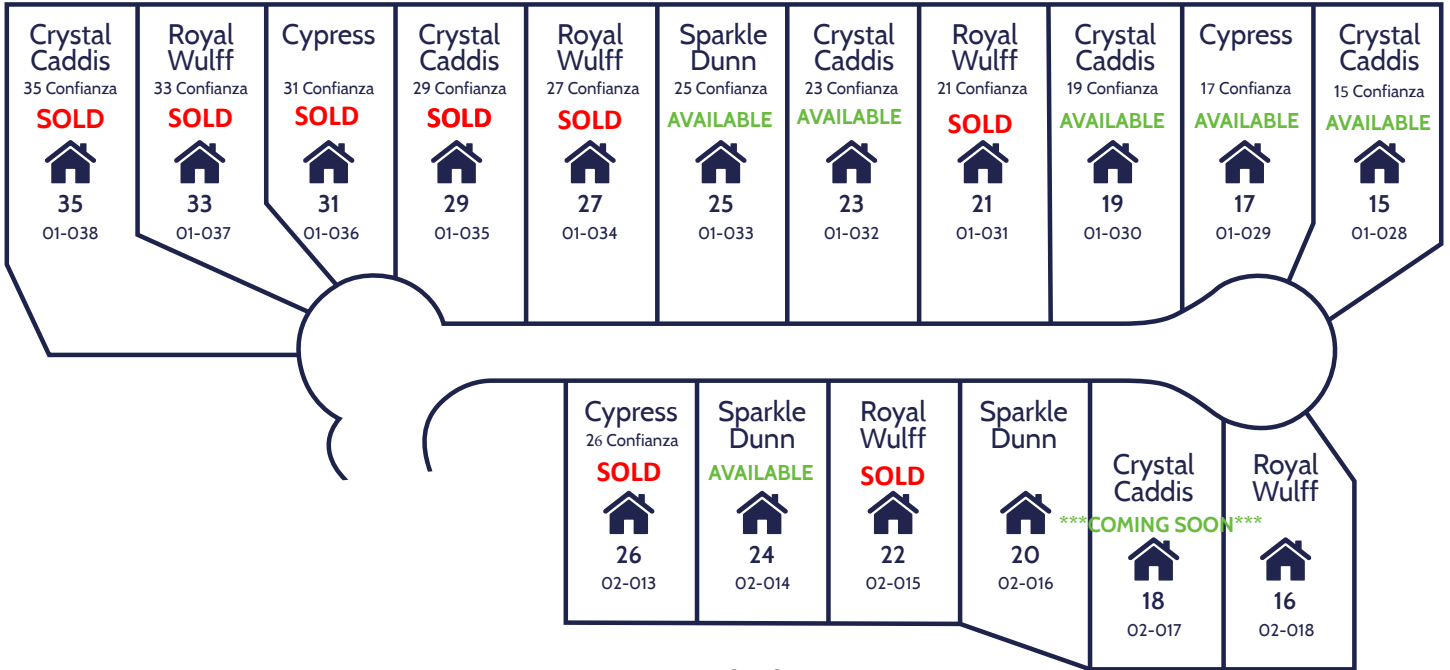 Crystal
Caddis
35 Confianza
SOLD
35
01-038
Royal
Wulff
33 Confianza
SOLD
33
01-037
Cypress
31 Confianza
SOLD
31
01-036
Crystal
Caddis
29 Confianza
SOLD
29
01-035
Royal
Wulff
27 Confianza
SOLD
27
01-034
Sparkle
Dunn
25 Confianza
AVAILABLE
25
01-033
Crystal
Caddis
23 Confianza
AVAILABLE
23
01-032
Royal
Wulff
21 Confianza
SOLD
21
01-031
Crystal
Caddis
19 Confianza
AVAILABLE
19
01-030
Cypress
17 Confianza
AVAILABLE
17
01-029
Crystal
Caddis
15 Confianza
AVAILABLE
15
01-028
Cypress
26 Confianza
SOLD
26
02-013
Sparkle
Dunn
AVAILABLE
24
02-014
Royal
Wulff
SOLD
22
02-015
Sparkle
Dunn
20
02-016
Crystal
Caddis
***COMING SOON***
18
02-017
Royal
Wulff
16
02-018